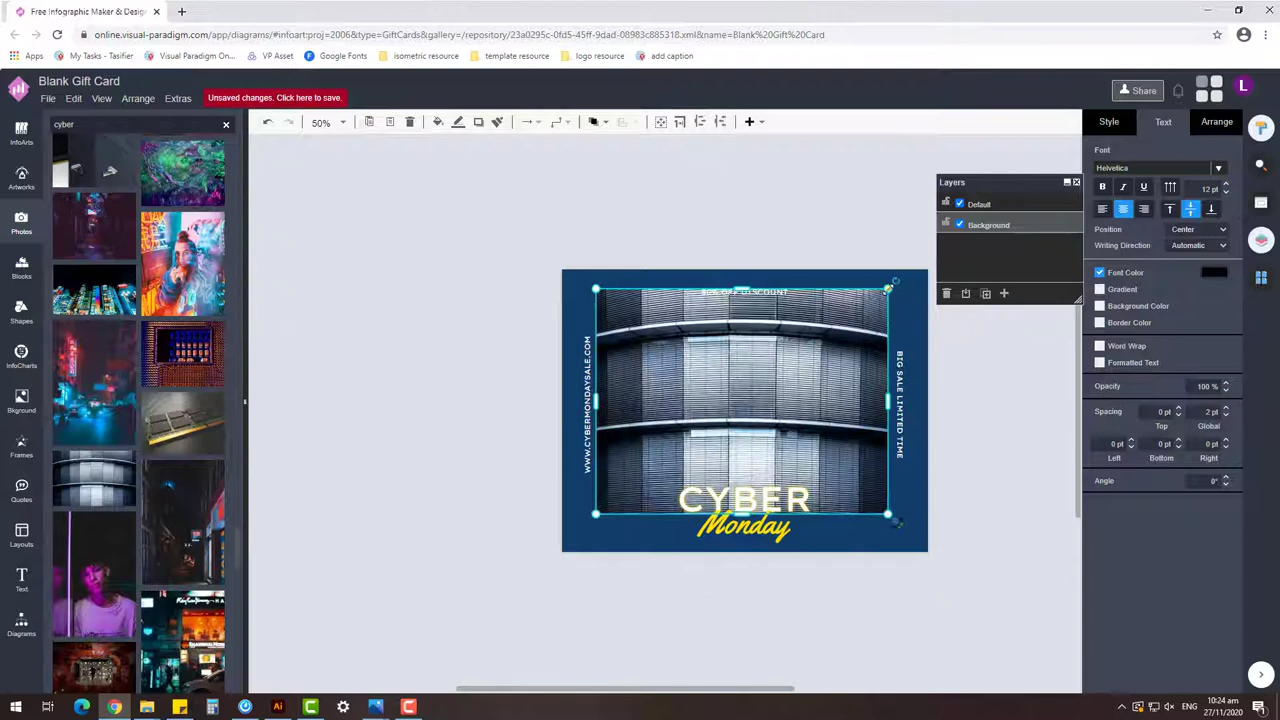 Free Infographic Maker & Desig
online.visual-paradigm.com/app/diagrams/#infoart:proj=2006&type=GiftCards&gallery=/repository/23a0295c-0fd5-45ff-9dad-08983c885318.xml&name=Blank%20Gift%20Card
Apps
My Tasks - Tasifier
Visual Paradigm On...
VP Asset
Google Fonts
isometric resource
template resource
logo resource
add caption
Blank Gift Card
File Edit View Arrange Extras
Unsaved changes. Click here to save.
Share
L
cyber
50%
Style Text Arrange
InfoArts
Artworks
Photos
Blocks
Shapes
InfoCharts
Bkground
Frames
Quotes
Layouts
Text
Diagrams
Layers
Default
Background
WWW.CYBERMONDAYSALE.COM
BIG SALE LIMITED TIME
CYBER
Monday
Font
Helvetica
B I U 12 pt
Position Center
Writing Direction Automatic
Font Color
Gradient
Background Color
Border Color
Word Wrap
Formatted Text
Opacity 100 %
Spacing 0 pt 2 pt
Top Global
0 pt 0 pt 0 pt
Left Bottom Right
Angle 0°
ENG
10:24 am
27/11/2020